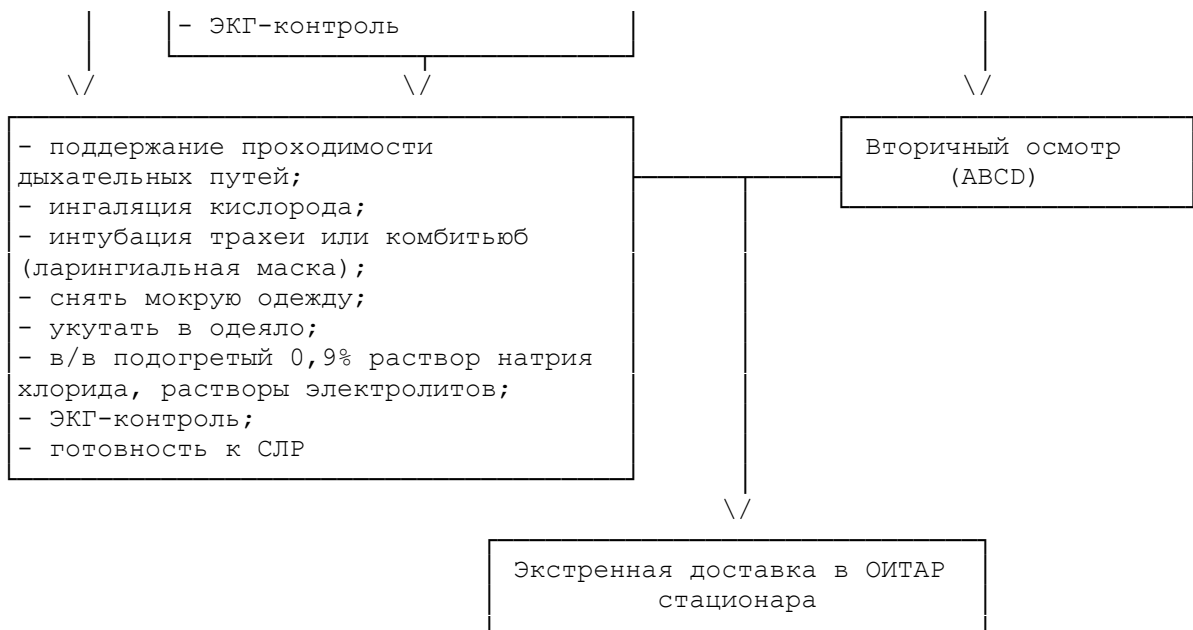 - ЭКГ-контроль
\/ \/ \/
- поддержание проходимости
дыхательных путей;
- ингаляция кислорода;
- интубация трахеи или комбитьюб
(ларингиальная маска);
- снять мокрую одежду;
- укутать в одеяло;
- в/в подогретый 0,9% раствор натрия
хлорида, растворы электролитов;
- ЭКГ-контроль;
- готовность к СЛР
Вторичный осмотр
(ABCD)
\/
Экстренная доставка в ОИТАР
стационара